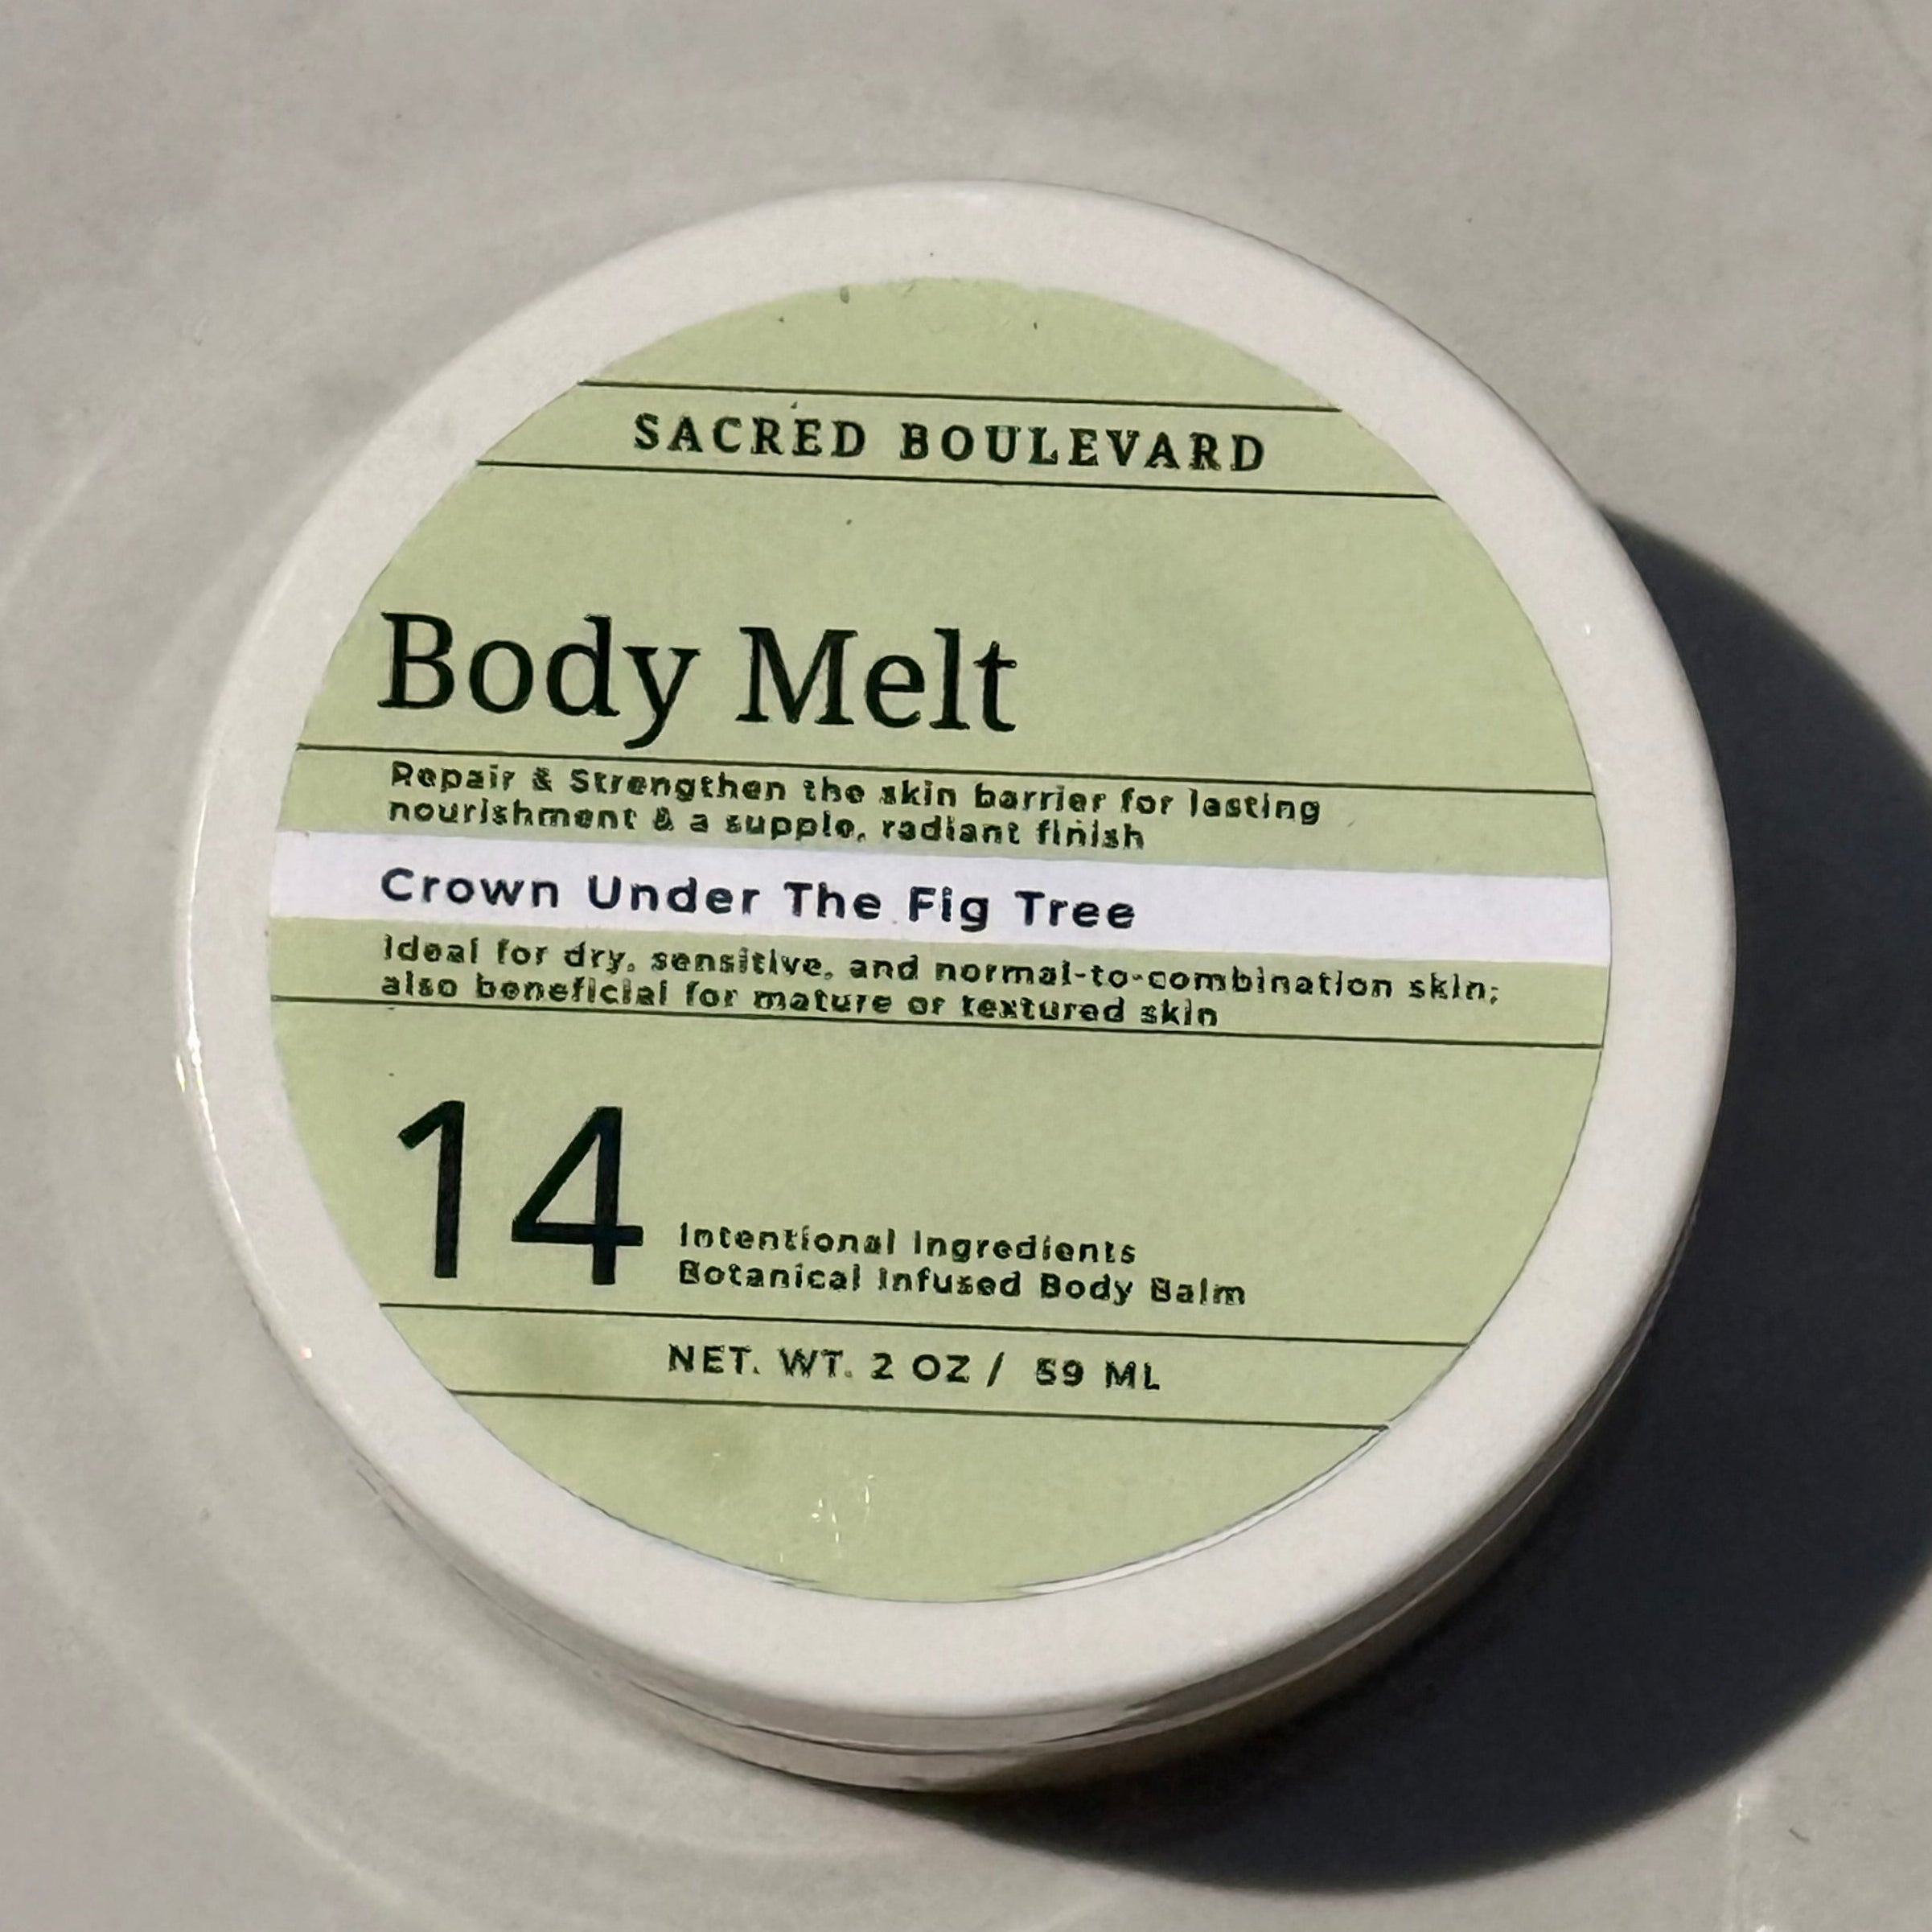 SACRED BOULEVARD
Body Melt
Repair & Strengthen the skin barrier for lasting
nourishment & a supple, radiant finish
Crown Under The Fig Tree
Ideal for dry, sensitive, and normal-to-combination skin;
also beneficial for mature or textured skin
14
Intentional Ingredients
Botanical Infused Body Balm
NET. WT. 2 OZ / 59 ML